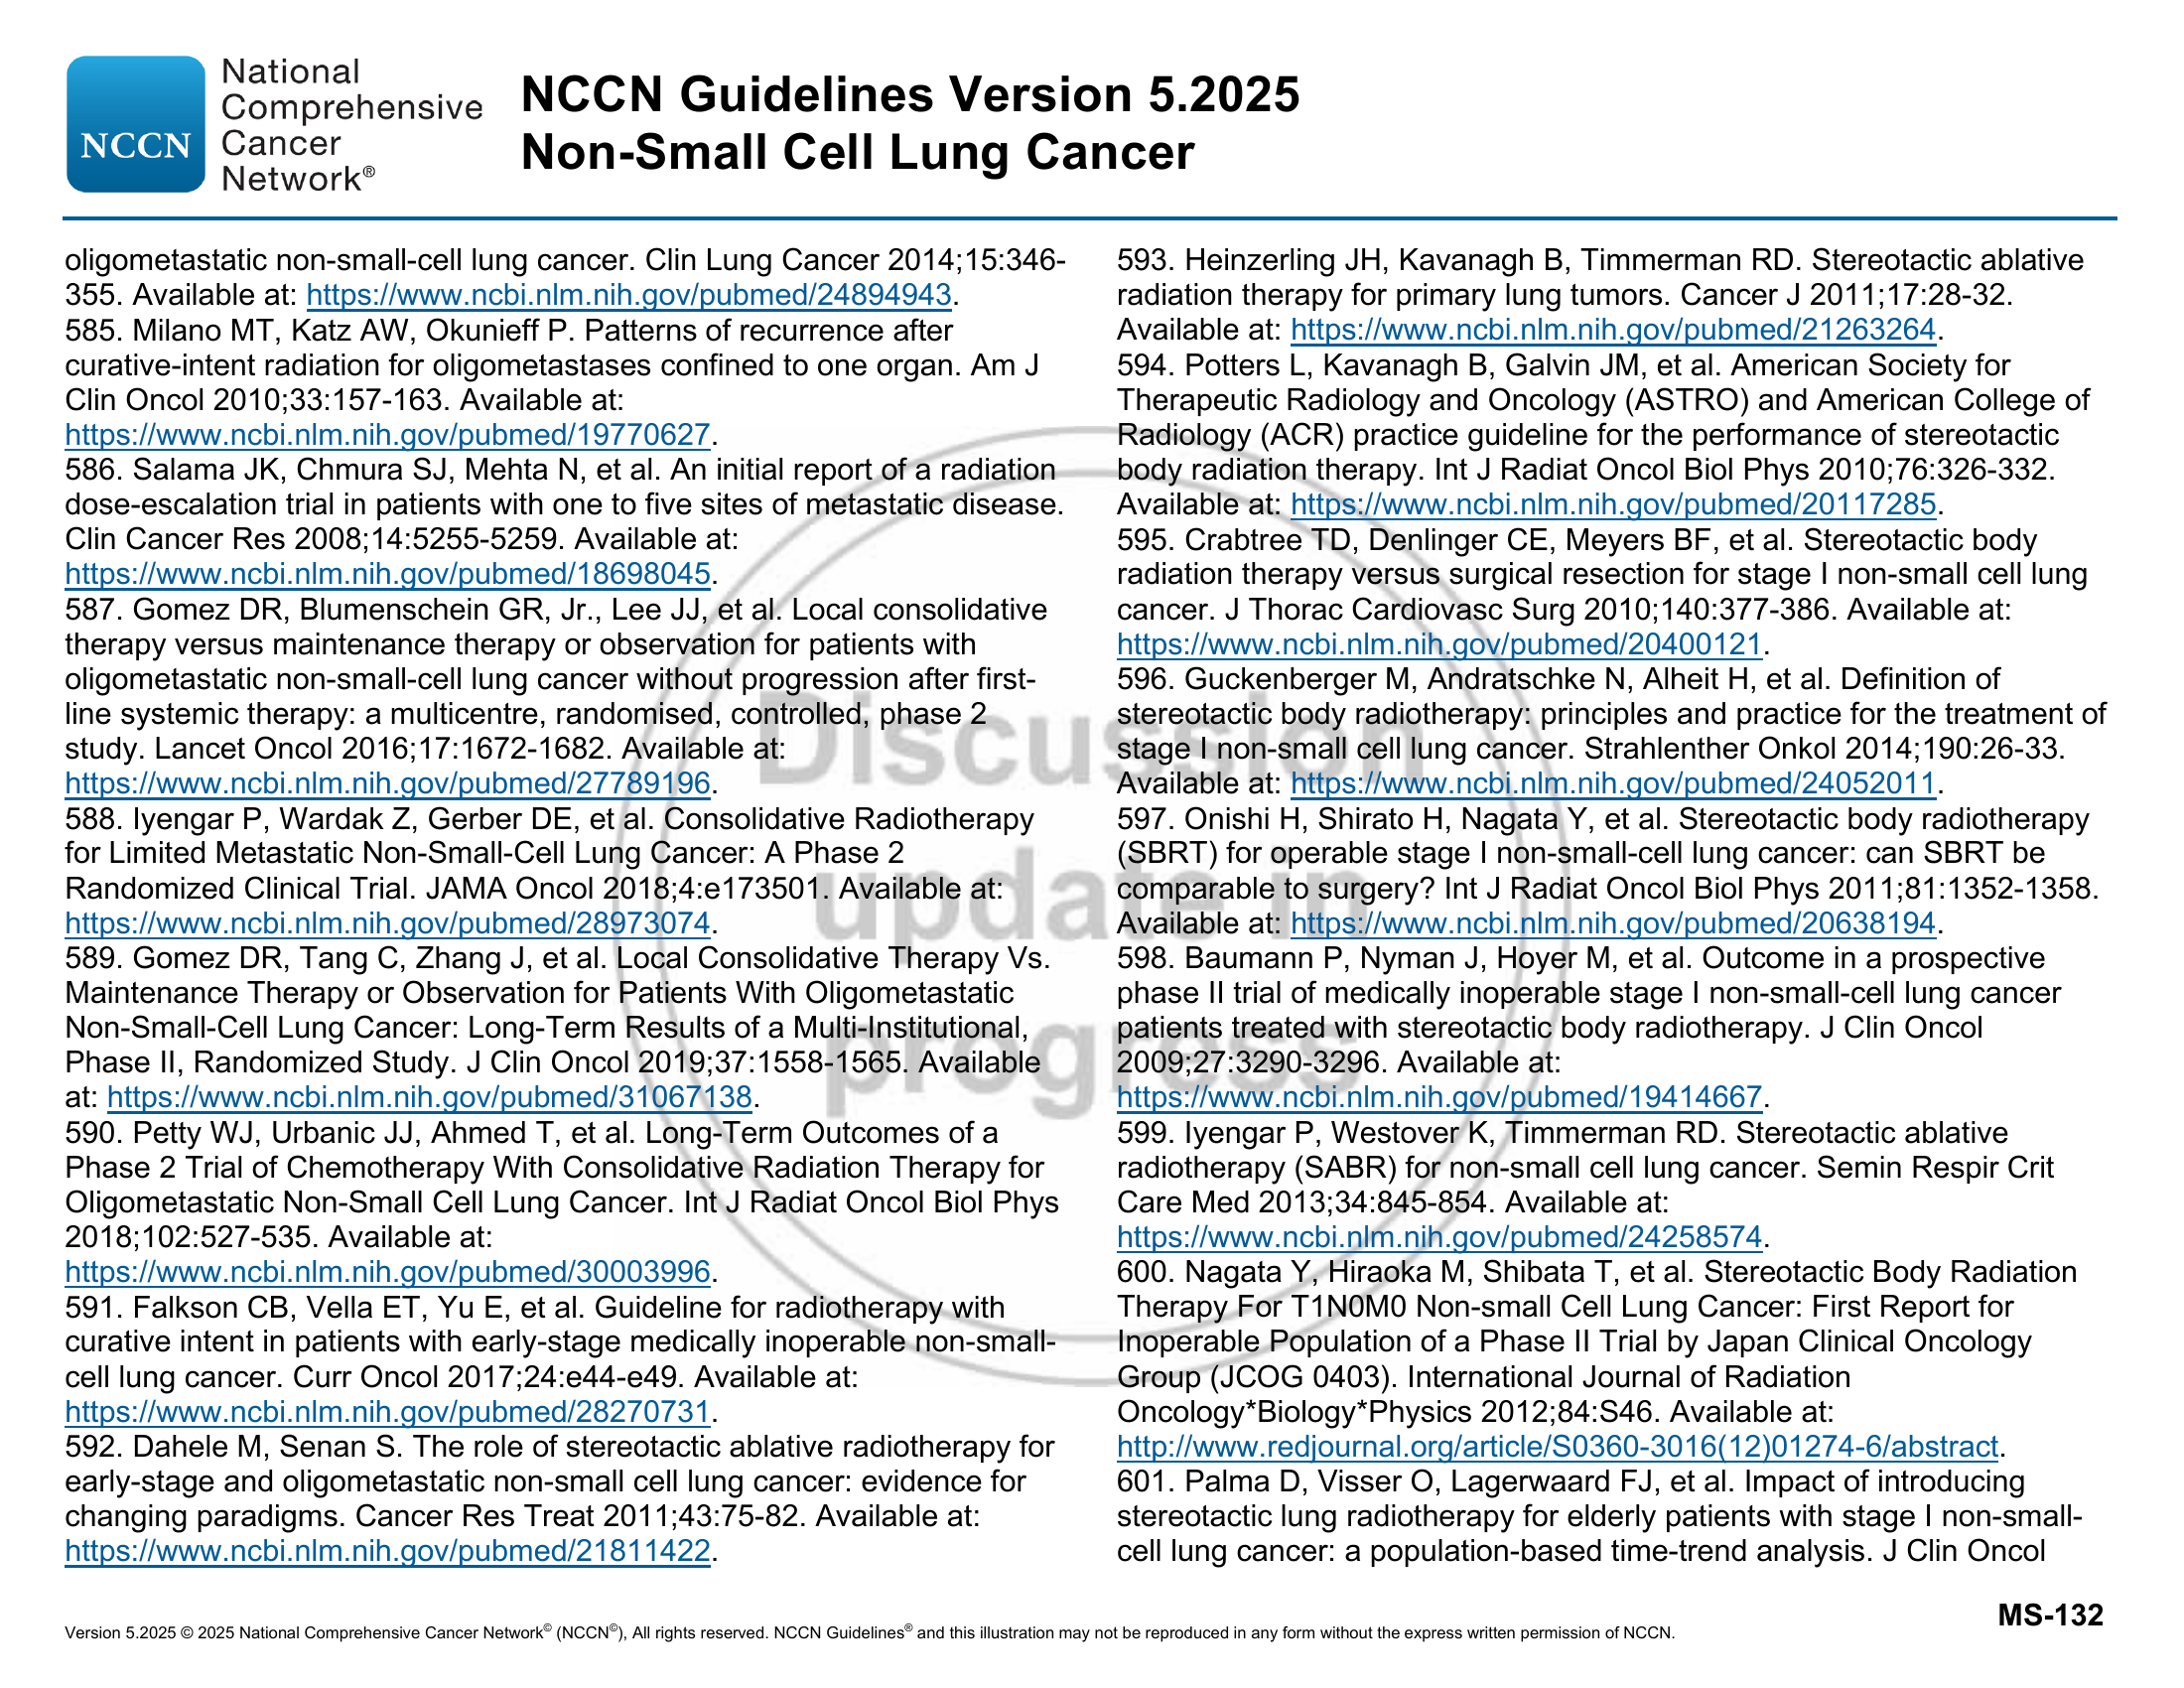 NCCN
National
Comprehensive
Cancer
Network®
NCCN Guidelines Version 5.2025
Non-Small Cell Lung Cancer
oligometastatic non-small-cell lung cancer. Clin Lung Cancer 2014;15:346-
355. Available at: https://www.ncbi.nlm.nih.gov/pubmed/24894943.
585. Milano MT, Katz AW, Okunieff P. Patterns of recurrence after
curative-intent radiation for oligometastases confined to one organ. Am J
Clin Oncol 2010;33:157-163. Available at:
https://www.ncbi.nlm.nih.gov/pubmed/19770627.
586. Salama JK, Chmura SJ, Mehta N, et al. An initial report of a radiation
dose-escalation trial in patients with one to five sites of metastatic disease.
Clin Cancer Res 2008;14:5255-5259. Available at:
https://www.ncbi.nlm.nih.gov/pubmed/18698045.
587. Gomez DR, Blumenschein GR, Jr., Lee JJ, et al. Local consolidative
therapy versus maintenance therapy or observation for patients with
oligometastatic non-small-cell lung cancer without progression after first-
line systemic therapy: a multicentre, randomised, controlled, phase 2
study. Lancet Oncol 2016;17:1672-1682. Available at:
https://www.ncbi.nlm.nih.gov/pubmed/27789196.
588. Iyengar P, Wardak Z, Gerber DE, et al. Consolidative Radiotherapy
for Limited Metastatic Non-Small-Cell Lung Cancer: A Phase 2
Randomized Clinical Trial. JAMA Oncol 2018;4:e173501. Available at:
https://www.ncbi.nlm.nih.gov/pubmed/28973074.
589. Gomez DR, Tang C, Zhang J, et al. Local Consolidative Therapy Vs.
Maintenance Therapy or Observation for Patients With Oligometastatic
Non-Small-Cell Lung Cancer: Long-Term Results of a Multi-Institutional,
Phase II, Randomized Study. J Clin Oncol 2019;37:1558-1565. Available
at: https://www.ncbi.nlm.nih.gov/pubmed/31067138.
590. Petty WJ, Urbanic JJ, Ahmed T, et al. Long-Term Outcomes of a
Phase 2 Trial of Chemotherapy With Consolidative Radiation Therapy for
Oligometastatic Non-Small Cell Lung Cancer. Int J Radiat Oncol Biol Phys
2018;102:527-535. Available at:
https://www.ncbi.nlm.nih.gov/pubmed/30003996.
591. Falkson CB, Vella ET, Yu E, et al. Guideline for radiotherapy with
curative intent in patients with early-stage medically inoperable non-small-
cell lung cancer. Curr Oncol 2017;24:e44-e49. Available at:
https://www.ncbi.nlm.nih.gov/pubmed/28270731.
592. Dahele M, Senan S. The role of stereotactic ablative radiotherapy for
early-stage and oligometastatic non-small cell lung cancer: evidence for
changing paradigms. Cancer Res Treat 2011;43:75-82. Available at:
https://www.ncbi.nlm.nih.gov/pubmed/21811422.
593. Heinzerling JH, Kavanagh B, Timmerman RD. Stereotactic ablative
radiation therapy for primary lung tumors. Cancer J 2011;17:28-32.
Available at: https://www.ncbi.nlm.nih.gov/pubmed/21263264.
594. Potters L, Kavanagh B, Galvin JM, et al. American Society for
Therapeutic Radiology and Oncology (ASTRO) and American College of
Radiology (ACR) practice guideline for the performance of stereotactic
body radiation therapy. Int J Radiat Oncol Biol Phys 2010;76:326-332.
Available at: https://www.ncbi.nlm.nih.gov/pubmed/20117285.
595. Crabtree TD, Denlinger CE, Meyers BF, et al. Stereotactic body
radiation therapy versus surgical resection for stage I non-small cell lung
cancer. J Thorac Cardiovasc Surg 2010;140:377-386. Available at:
https://www.ncbi.nlm.nih.gov/pubmed/20400121.
596. Guckenberger M, Andratschke N, Alheit H, et al. Definition of
stereotactic body radiotherapy: principles and practice for the treatment of
stage I non-small cell lung cancer. Strahlenther Onkol 2014;190:26-33.
Available at: https://www.ncbi.nlm.nih.gov/pubmed/24052011.
597. Onishi H, Shirato H, Nagata Y, et al. Stereotactic body radiotherapy
(SBRT) for operable stage I non-small-cell lung cancer: can SBRT be
comparable to surgery? Int J Radiat Oncol Biol Phys 2011;81:1352-1358.
Available at: https://www.ncbi.nlm.nih.gov/pubmed/20638194.
598. Baumann P, Nyman J, Hoyer M, et al. Outcome in a prospective
phase II trial of medically inoperable stage I non-small-cell lung cancer
patients treated with stereotactic body radiotherapy. J Clin Oncol
2009;27:3290-3296. Available at:
https://www.ncbi.nlm.nih.gov/pubmed/19414667.
599. Iyengar P, Westover K, Timmerman RD. Stereotactic ablative
radiotherapy (SABR) for non-small cell lung cancer. Semin Respir Crit
Care Med 2013;34:845-854. Available at:
https://www.ncbi.nlm.nih.gov/pubmed/24258574.
600. Nagata Y, Hiraoka M, Shibata T, et al. Stereotactic Body Radiation
Therapy For T1N0M0 Non-small Cell Lung Cancer: First Report for
Inoperable Population of a Phase II Trial by Japan Clinical Oncology
Group (JCOG 0403). International Journal of Radiation
Oncology*Biology*Physics 2012;84:S46. Available at:
http://www.redjournal.org/article/S0360-3016(12)01274-6/abstract.
601. Palma D, Visser O, Lagerwaard FJ, et al. Impact of introducing
stereotactic lung radiotherapy for elderly patients with stage I non-small-
cell lung cancer: a population-based time-trend analysis. J Clin Oncol
Discussion
update in
progress
MS-132
Version 5.2025 © 2025 National Comprehensive Cancer Network© (NCCN©), All rights reserved. NCCN Guidelines® and this illustration may not be reproduced in any form without the express written permission of NCCN.